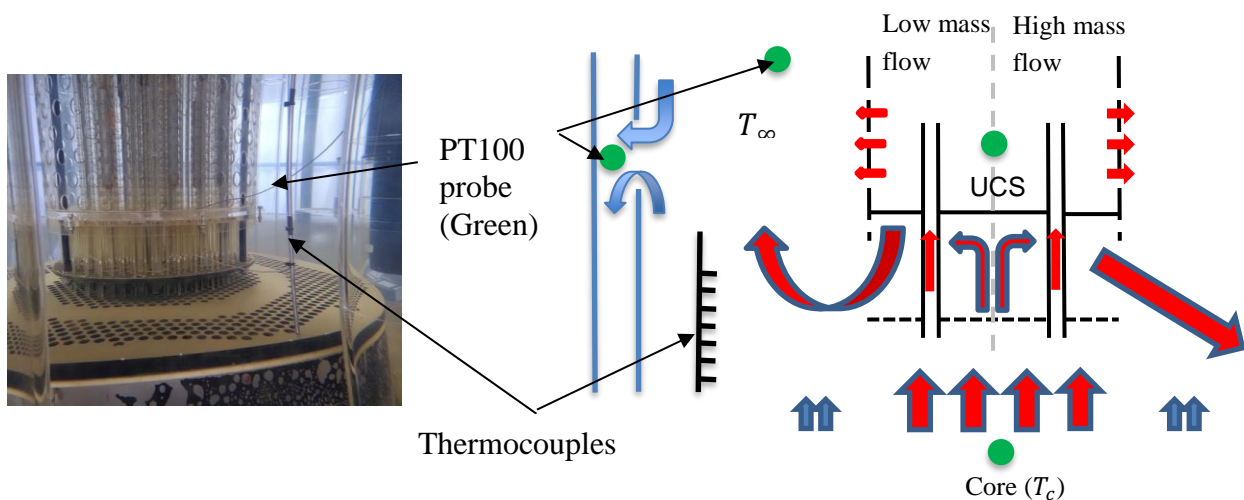 Low mass
flow
High mass
flow
PT100
probe
(Green)
T∞
UCS
Thermocouples
Core (T_c)